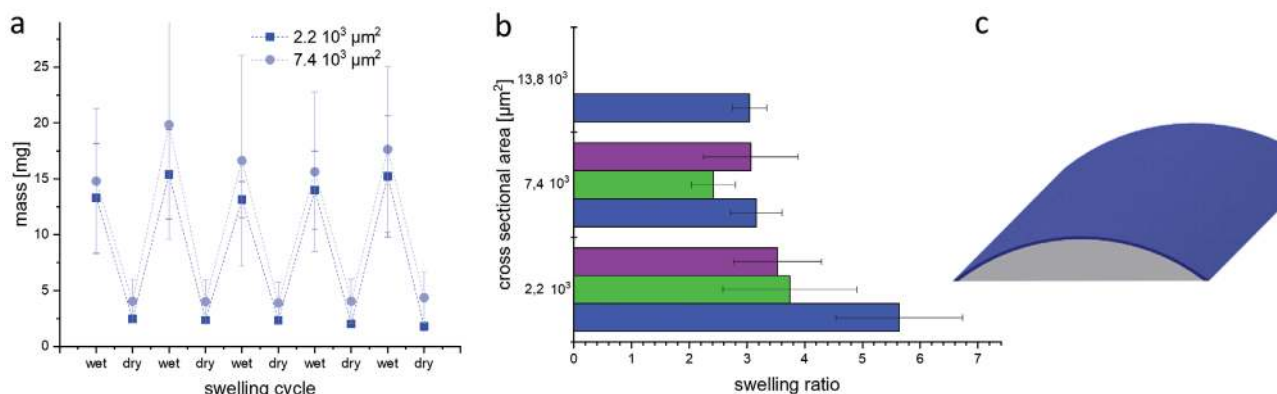 a
2.2 10³ µm²
7.4 10³ µm²
mass [mg]
25
20
15
10
5
0
wet dry wet dry wet dry wet dry wet dry
swelling cycle
b
cross sectional area [µm²]
13,8 10³
7,4 10³
2,2 10³
0 1 2 3 4 5 6 7
swelling ratio
c